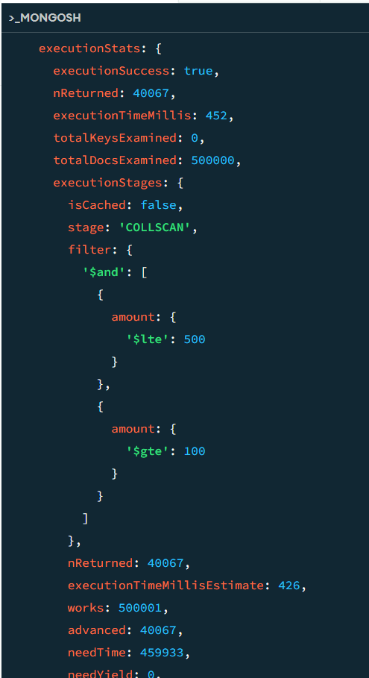 >_MONGOSH
executionStats: {
executionSuccess: true,
nReturned: 40067,
executionTimeMillis: 452,
totalKeysExamined: 0,
totalDocsExamined: 500000,
executionStages: {
isCached: false,
stage: 'COLLSCAN',
filter: {
'$and': [
{
amount: {
'$lte': 500
}
},
{
amount: {
'$gte': 100
}
}
]
},
nReturned: 40067,
executionTimeMillisEstimate: 426,
works: 500001,
advanced: 40067,
needTime: 459933,
needYield: 0,